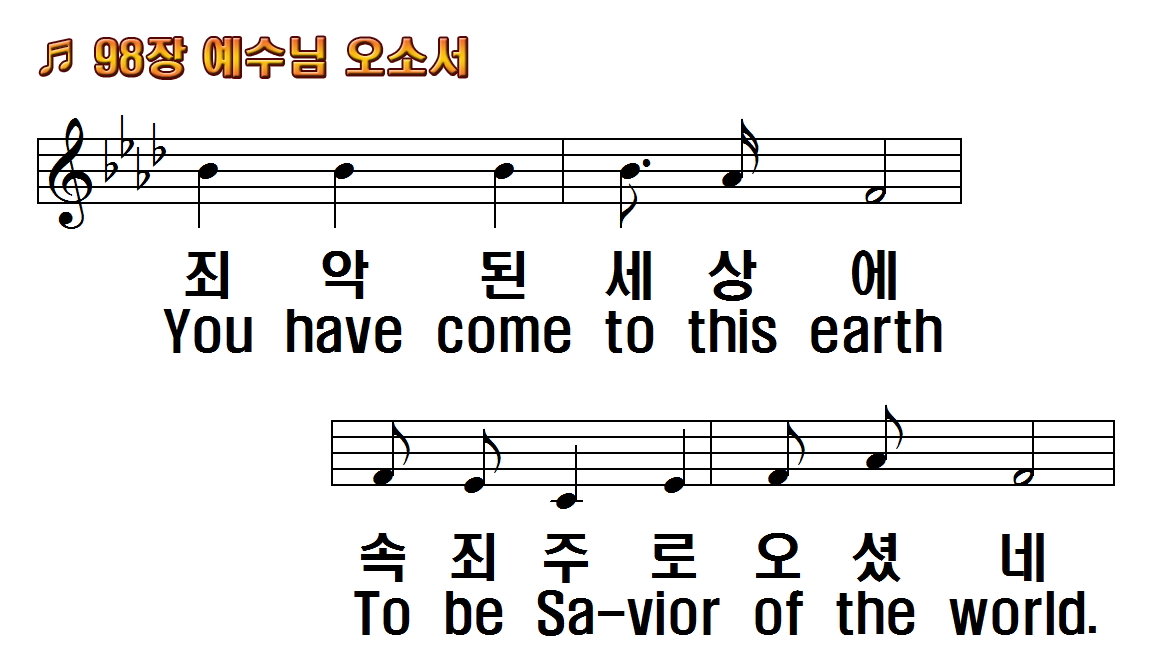 ♬ 98장 예수님 오소서
죄 악 된 세 상 에
You have come to this earth
속 죄 주 로 오 셨 네
To be Sa-vior of the world.